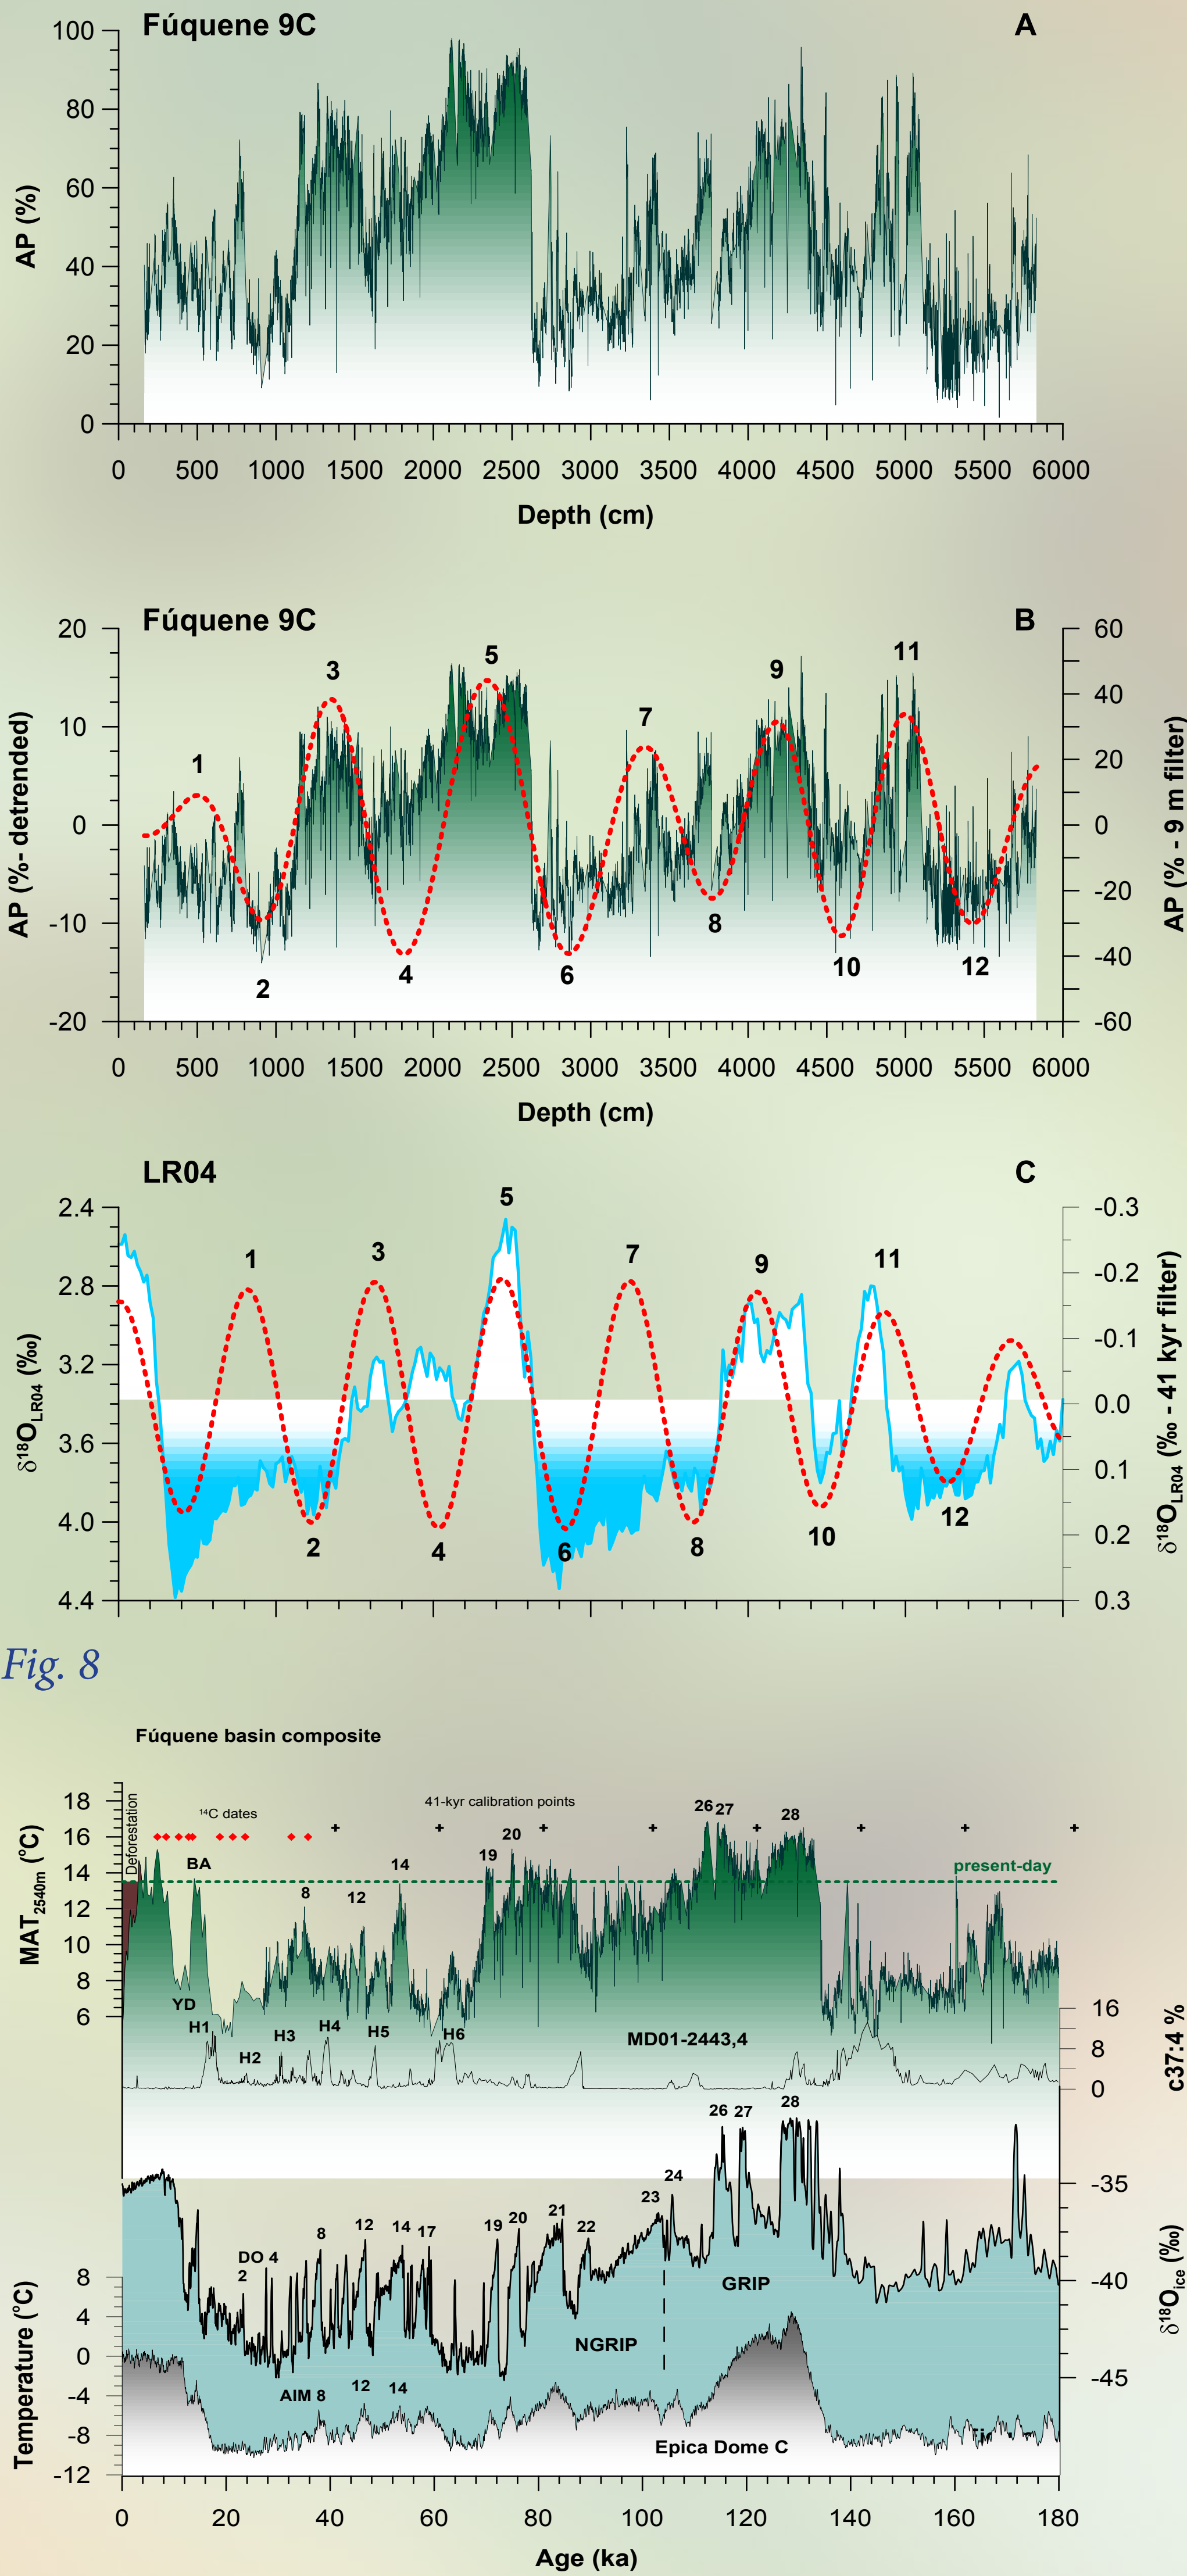 Fúquene 9C
A
100
80
60
40
20
0
AP (%)
0 500 1000 1500 2000 2500 3000 3500 4000 4500 5000 5500 6000
Depth (cm)
Fúquene 9C
B
20
10
0
-10
-20
AP (%- detrended)
60
40
20
0
-20
-40
-60
AP (% - 9 m filter)
1
2
3
4
5
6
7
8
9
10
11
12
0 500 1000 1500 2000 2500 3000 3500 4000 4500 5000 5500 6000
Depth (cm)
LR04
C
2.4
2.8
3.2
3.6
4.0
4.4
δ18OLR04 (‰)
-0.3
-0.2
-0.1
0.0
0.1
0.2
0.3
δ18OLR04 (‰ - 41 kyr filter)
1
2
3
4
5
6
7
8
9
10
11
12
Fig. 8
Fúquene basin composite
18
16
14
12
10
8
6
MAT2540m (°C)
Deforestation
14C dates
41-kyr calibration points
BA
8
12
14
19
20
26
27
28
present-day
YD
H1
H2
H3
H4
H5
H6
MD01-2443,4
16
8
0
c37:4 %
26
27
28
DO 4
2
8
12
14
17
19
20
21
22
23
24
GRIP
NGRIP
-35
-40
-45
δ18Oice (‰)
8
4
0
-4
-8
-12
Temperature (°C)
AIM 8
12
14
Epica Dome C
0 20 40 60 80 100 120 140 160 180
Age (ka)